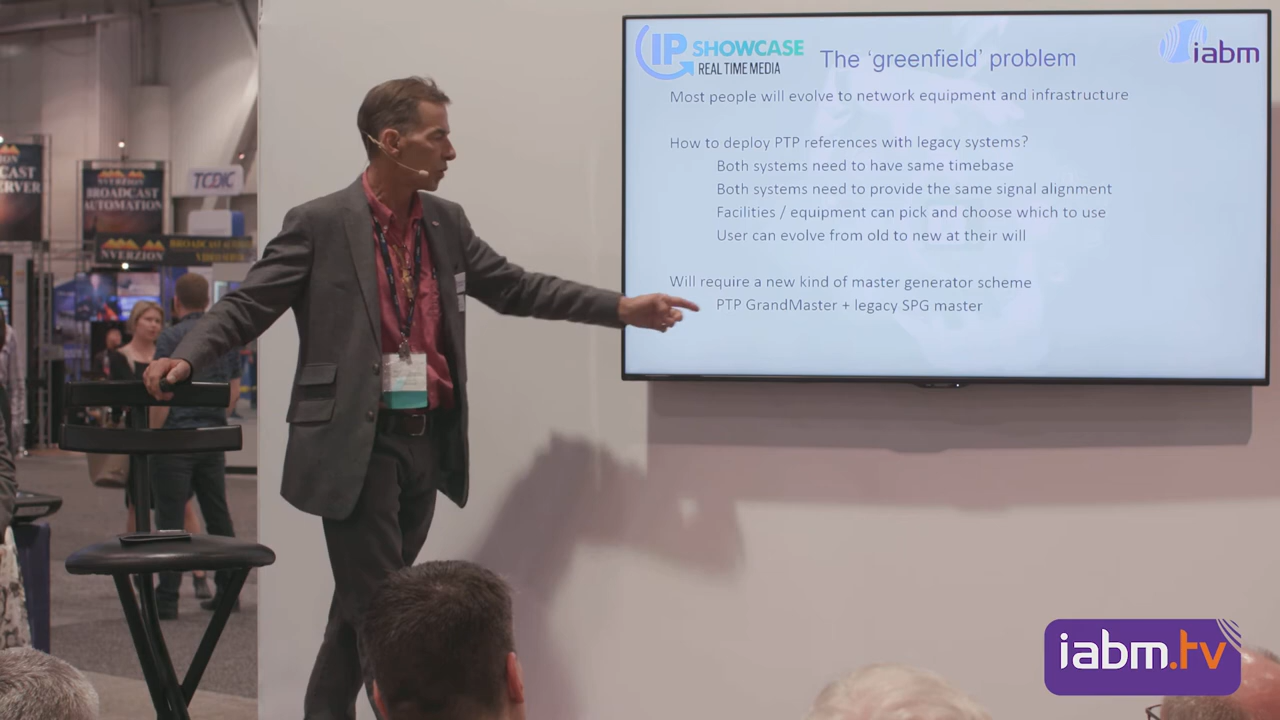 IP SHOWCASE
REAL TIME MEDIA
The 'greenfield' problem
iabm
Most people will evolve to network equipment and infrastructure
How to deploy PTP references with legacy systems?
Both systems need to have same timebase
Both systems need to provide the same signal alignment
Facilities / equipment can pick and choose which to use
User can evolve from old to new at their will
Will require a new kind of master generator scheme
PTP GrandMaster + legacy SPG master
NVERZION
BROADCAST
AUTOMATION
TCDIC
NVERZION
BROADCAST
iabm.tv